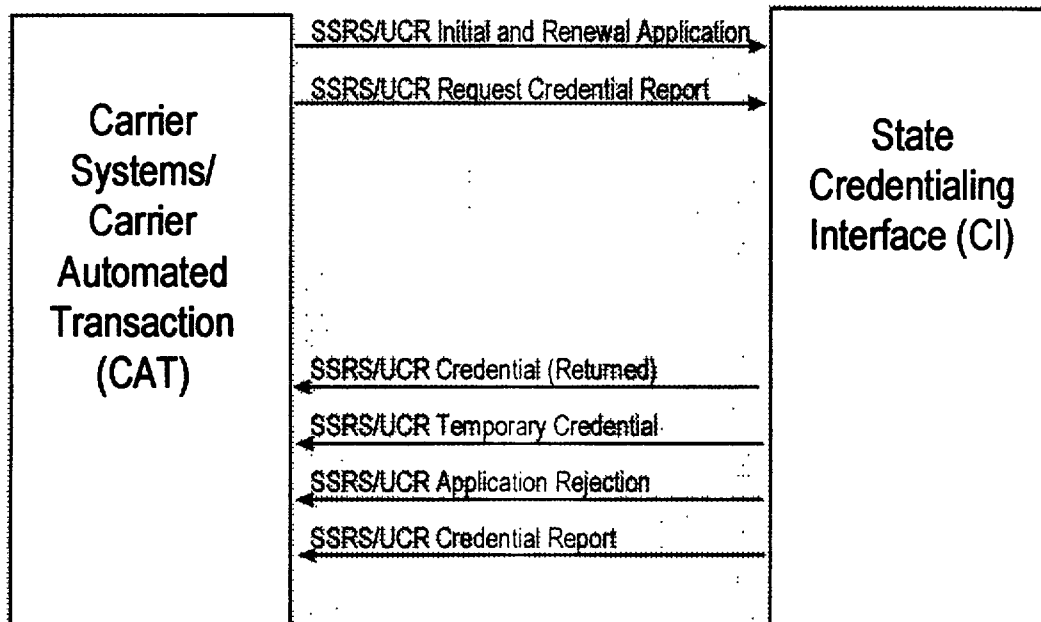 Carrier
Systems/
Carrier
Automated
Transaction
(CAT)
SSRS/UCR Initial and Renewal Application
SSRS/UCR Request Credential Report
SSRS/UCR Credential (Returned)
SSRS/UCR Temporary Credential
SSRS/UCR Application Rejection
SSRS/UCR Credential Report
State
Credentialing
Interface (CI)